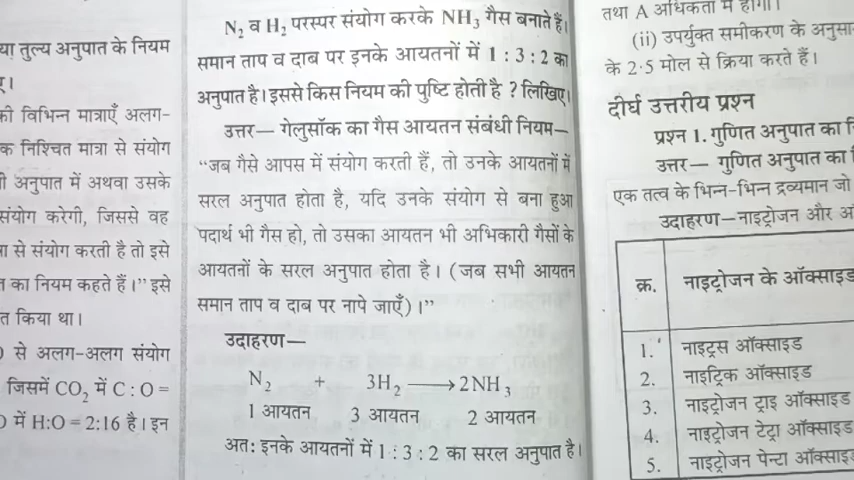 या तुल्य अनुपात के नियम
ए।
की विभिन्न मात्राएँ अलग-
क निश्चित मात्रा से संयोग
ी अनुपात में अथवा उसके
संयोग करेगी, जिससे वह
ा से संयोग करती है तो इसे
त का नियम कहते हैं।” इसे
त किया था।
) से अलग-अलग संयोग
जिसमें CO₂ में C : O =
) में H:O = 2:16 है। इन
N₂ व H₂ परस्पर संयोग करके NH₃ गैस बनाते हैं।
समान ताप व दाब पर इनके आयतनों में 1 : 3 : 2 का
अनुपात है। इससे किस नियम की पुष्टि होती है ? लिखिए।
उत्तर— गेलुसॉक का गैस आयतन संबंधी नियम—
“जब गैसे आपस में संयोग करती हैं, तो उनके आयतनों में
सरल अनुपात होता है, यदि उनके संयोग से बना हुआ
पदार्थ भी गैस हो, तो उसका आयतन भी अभिकारी गैसों के
आयतनों के सरल अनुपात होता है। (जब सभी आयतन
समान ताप व दाब पर नापे जाएँ)।”
उदाहरण—
N₂ + 3H₂ ⟶ 2NH₃
1 आयतन 3 आयतन 2 आयतन
अतः इनके आयतनों में 1 : 3 : 2 का सरल अनुपात है।
तथा A अधिकता में होगा।
(ii) उपर्युक्त समीकरण के अनुसा
के 2·5 मोल से क्रिया करते हैं।
दीर्घ उत्तरीय प्रश्न
प्रश्न 1. गुणित अनुपात का
उत्तर— गुणित अनुपात का
एक तत्व के भिन्न-भिन्न द्रव्यमान जो
उदाहरण—नाइट्रोजन और
क्र. नाइट्रोजन के ऑक्साइड
1. नाइट्रस ऑक्साइड
2. नाइट्रिक ऑक्साइड
3. नाइट्रोजन ट्राइ ऑक्साइड
4. नाइट्रोजन टेट्रा ऑक्साइड
5. नाइट्रोजन पेन्टा ऑक्साइड